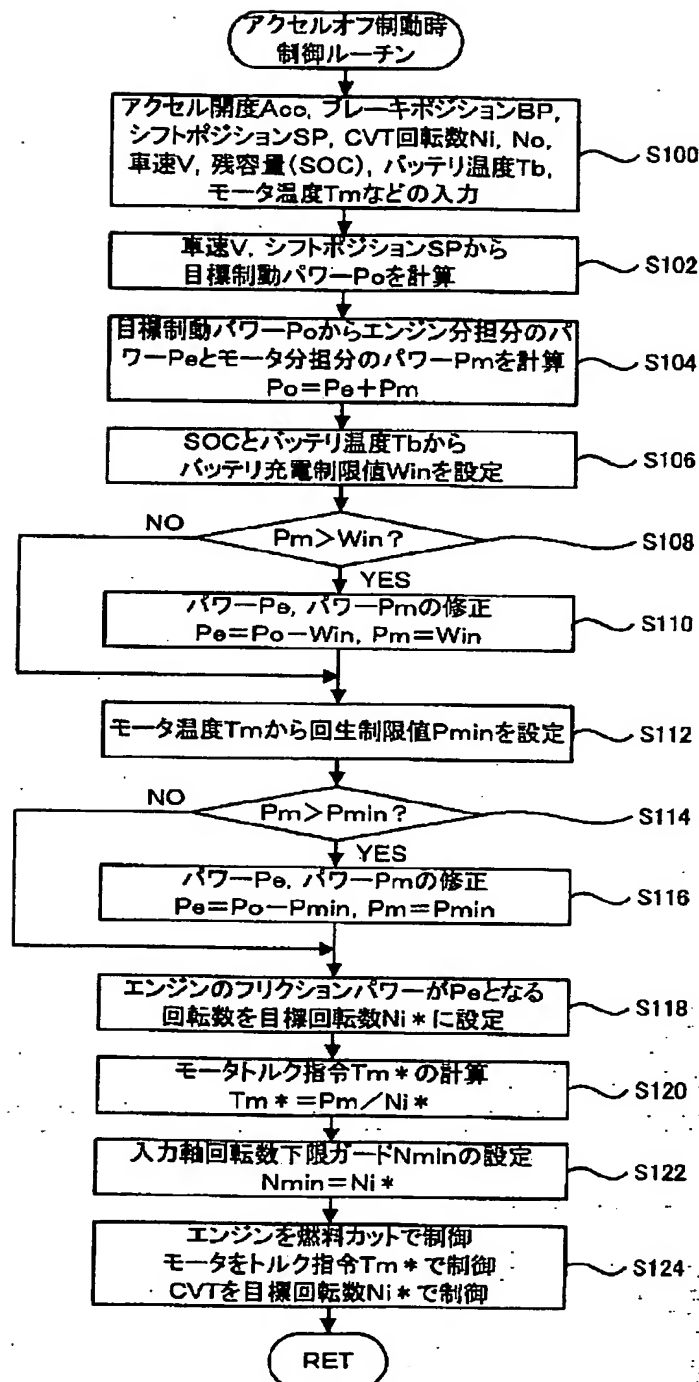 アクセルオフ制動時
制御ルーチン
アクセル開度Acc, ブレーキポジションBP,
シフトポジションSP, CVT回転数Ni, No,
車速V, 残容量(SOC), バッテリ温度Tb,
モータ温度Tmなどの入力
S100
車速V, シフトポジションSPから
目標制動パワーPoを計算
S102
目標制動パワーPoからエンジン分担分のパ
ワーPeとモータ分担分のパワーPmを計算
Po=Pe+Pm
S104
SOCとバッテリ温度Tbから
バッテリ充電制限値Winを設定
S106
NO
Pm>Win?
S108
YES
パワーPe, パワーPmの修正
Pe=Po-Win, Pm=Win
S110
モータ温度Tmから回生制限値Pminを設定
S112
NO
Pm>Pmin?
S114
YES
パワーPe, パワーPmの修正
Pe=Po-Pmin, Pm=Pmin
S116
エンジンのフリクションパワーがPeとなる
回転数を目標回転数Ni*に設定
S118
モータトルク指令Tm*の計算
Tm*=Pm/Ni*
S120
入力軸回転数下限ガードNminの設定
Nmin=Ni*
S122
エンジンを燃料カットで制御
モータをトルク指令Tm*で制御
CVTを目標回転数Ni*で制御
S124
RET